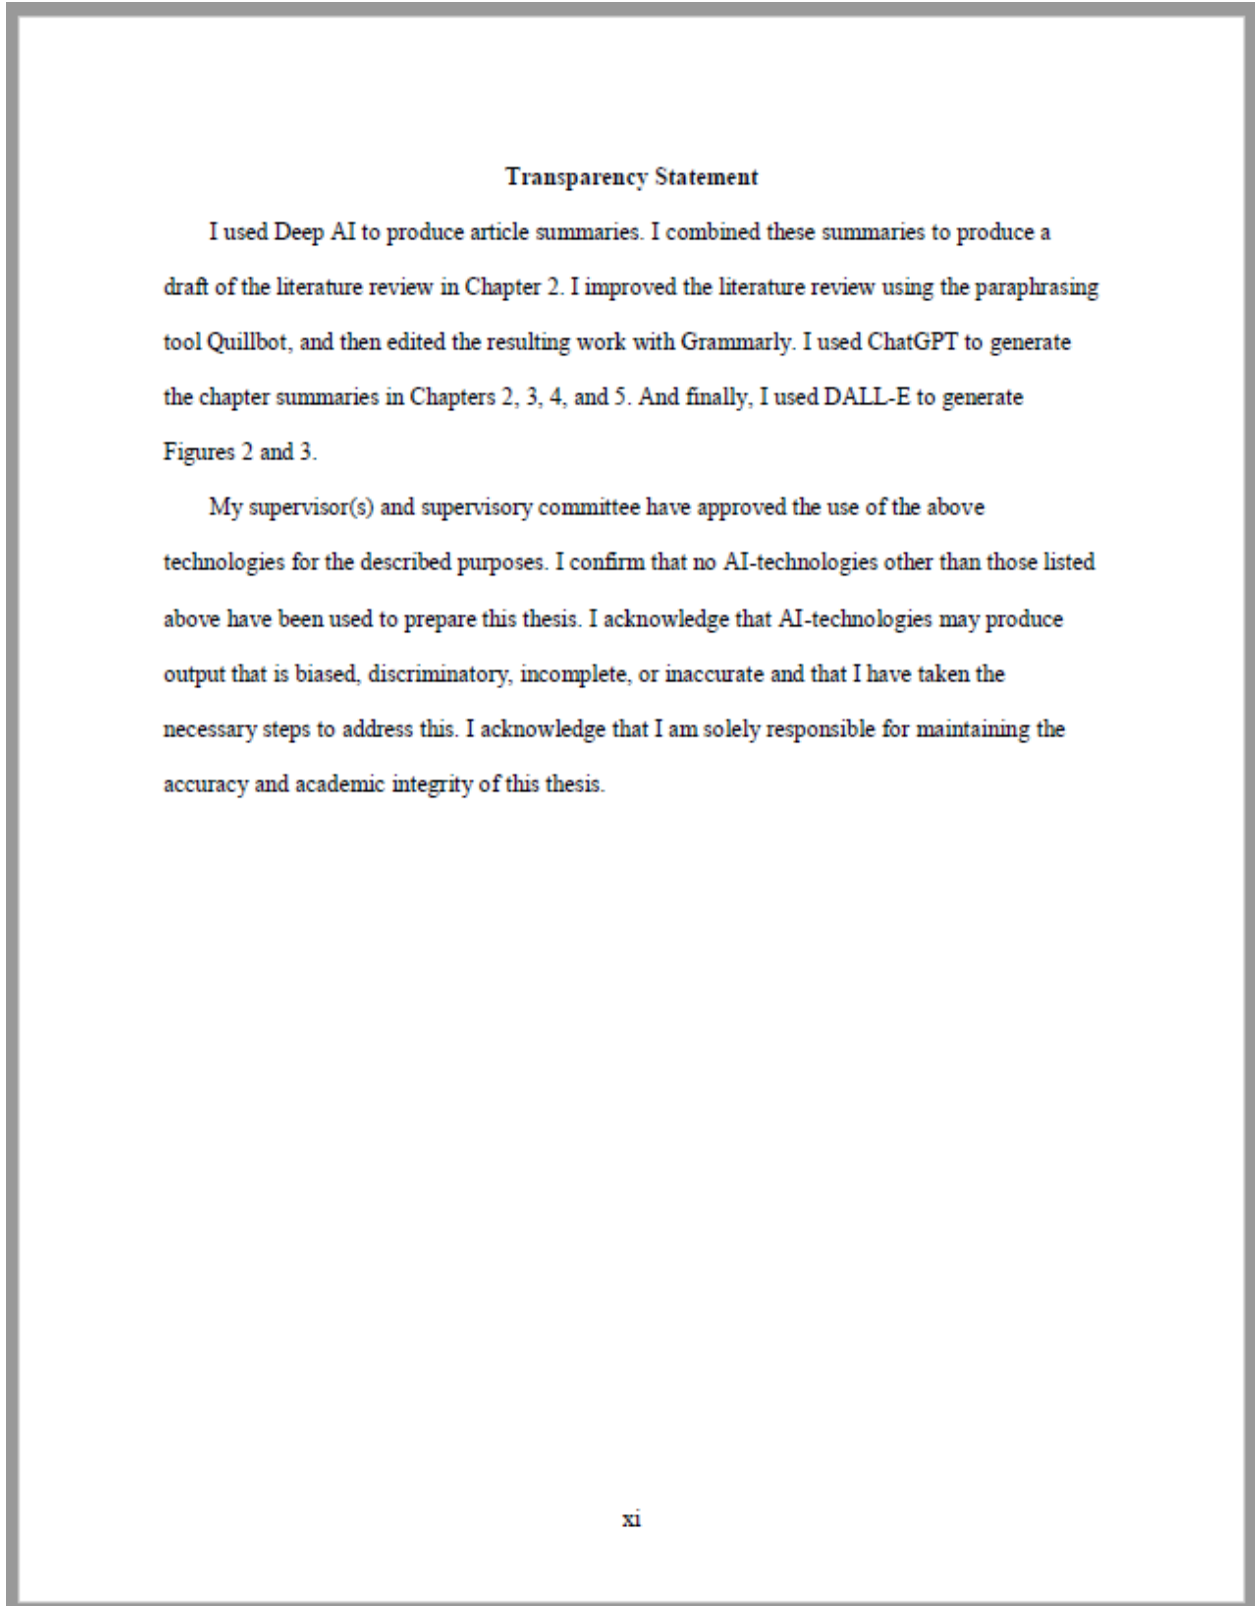 Transparency Statement
I used Deep AI to produce article summaries. I combined these summaries to produce a
draft of the literature review in Chapter 2. I improved the literature review using the paraphrasing
tool Quillbot, and then edited the resulting work with Grammarly. I used ChatGPT to generate
the chapter summaries in Chapters 2, 3, 4, and 5. And finally, I used DALL-E to generate
Figures 2 and 3.
My supervisor(s) and supervisory committee have approved the use of the above
technologies for the described purposes. I confirm that no AI-technologies other than those listed
above have been used to prepare this thesis. I acknowledge that AI-technologies may produce
output that is biased, discriminatory, incomplete, or inaccurate and that I have taken the
necessary steps to address this. I acknowledge that I am solely responsible for maintaining the
accuracy and academic integrity of this thesis.
xi